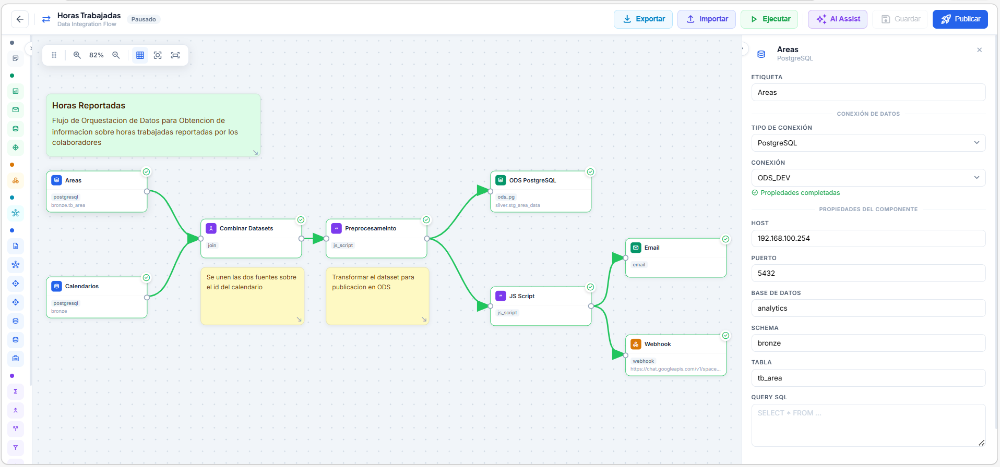 Horas Trabajadas
Data Integration Flow
Pausado
Exportar
Importar
Ejecutar
AI Assist
Guardar
Publicar
82%
Horas Reportadas
Flujo de Orquestacion de Datos para Obtencion de
informacion sobre horas trabajadas reportadas por los
colaboradores
Areas
postgresql
bronze.tb_area
Calendarios
postgresql
bronze
Combinar Datasets
join
Se unen las dos fuentes sobre
el id del calendario
Preprocesameinto
js_script
Transformar el dataset para
publicacion en ODS
ODS PostgreSQL
ods_pg
silver.stg_area_data
JS Script
js_script
Email
email
Webhook
webhook
https://chat.googleapis.com/v1/space...
Areas
PostgreSQL
ETIQUETA
Areas
CONEXIÓN DE DATOS
TIPO DE CONEXIÓN
PostgreSQL
CONEXIÓN
ODS_DEV
Propiedades completadas
PROPIEDADES DEL COMPONENTE
HOST
192.168.100.254
PUERTO
5432
BASE DE DATOS
analytics
SCHEMA
bronze
TABLA
tb_area
QUERY SQL
SELECT * FROM ...